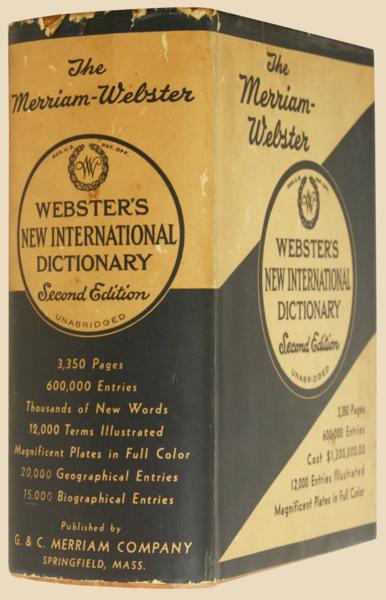 The
Merriam-Webster
REG. U.S. PAT. OFF.
W
WEBSTER'S
NEW INTERNATIONAL
DICTIONARY
Second Edition
UNABRIDGED
3,350 Pages
600,000 Entries
Thousands of New Words
12,000 Terms Illustrated
Magnificent Plates in Full Color
20,000 Geographical Entries
15,000 Biographical Entries
Published by
G. & C. MERRIAM COMPANY
SPRINGFIELD, MASS.
The
Merriam-
Webster
REG. U.S. PAT. OFF.
W
WEBSTER'S
NEW INTERNATIONAL
DICTIONARY
Second Edition
UNABRIDGED
3,350 Pages
600,000 Entries
Cost $1,300,000.00
12,000 Entries Illustrated
Magnificent Plates in Full Color